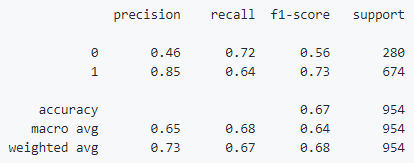 precision recall f1-score support
0 0.46 0.72 0.56 280
1 0.85 0.64 0.73 674
accuracy 0.67 954
macro avg 0.65 0.68 0.64 954
weighted avg 0.73 0.67 0.68 954